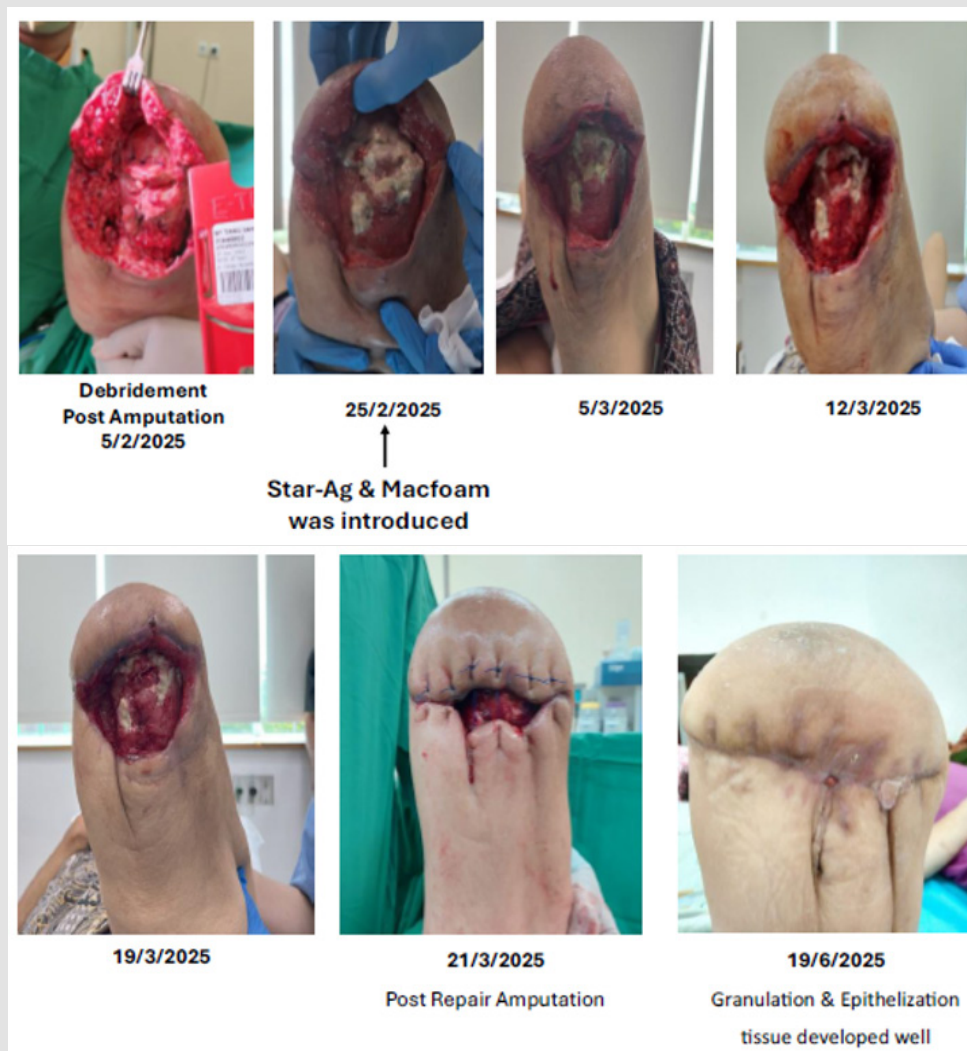 Debridement
Post Amputation
5/2/2025
25/2/2025
5/3/2025
12/3/2025
Star-Ag & Macfoam
was introduced
19/3/2025
21/3/2025
19/6/2025
Post Repair Amputation
Granulation & Epithelization
tissue developed well